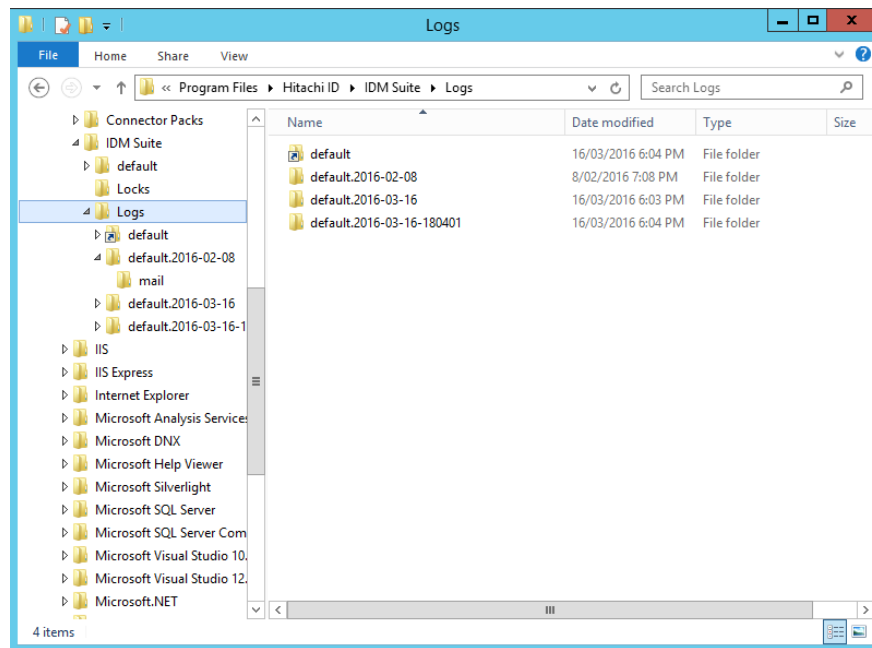 Logs
File Home Share View
« Program Files Hitachi ID IDM Suite Logs Search Logs
Connector Packs
IDM Suite
default
Locks
Logs
default
default.2016-02-08
mail
default.2016-03-16
default.2016-03-16-1
IIS
IIS Express
Internet Explorer
Microsoft Analysis Services
Microsoft DNX
Microsoft Help Viewer
Microsoft Silverlight
Microsoft SQL Server
Microsoft SQL Server Com
Microsoft Visual Studio 10.
Microsoft Visual Studio 12.
Microsoft.NET
Name Date modified Type Size
default 16/03/2016 6:04 PM File folder
default.2016-02-08 8/02/2016 7:08 PM File folder
default.2016-03-16 16/03/2016 6:03 PM File folder
default.2016-03-16-180401 16/03/2016 6:04 PM File folder
4 items